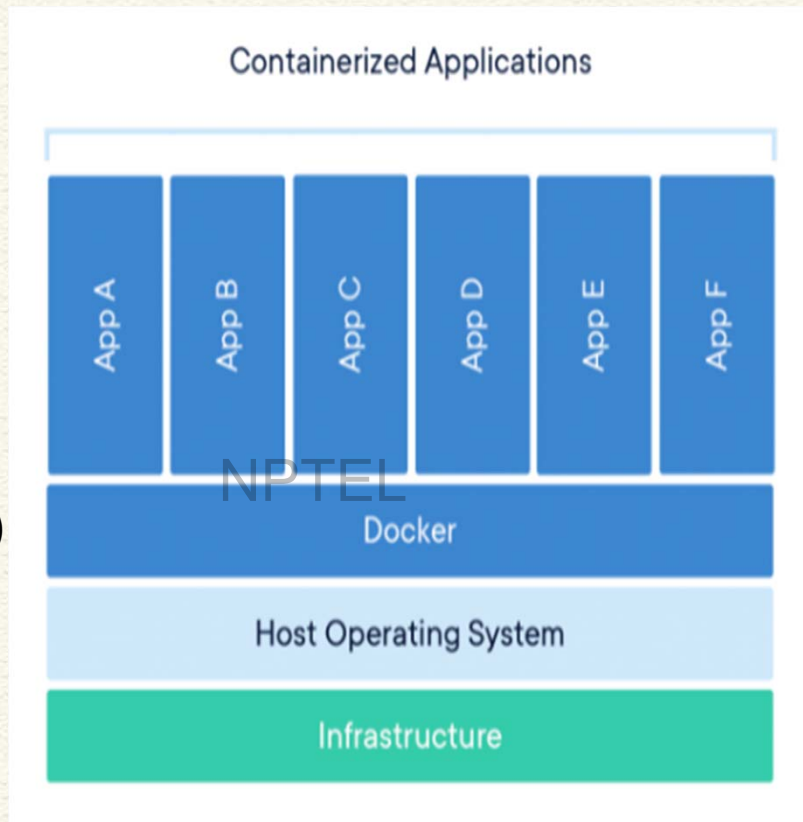 Containerized Applications
App A
App B
App C
App D
App E
App F
NPTEL
)
Docker
Host Operating System
Infrastructure